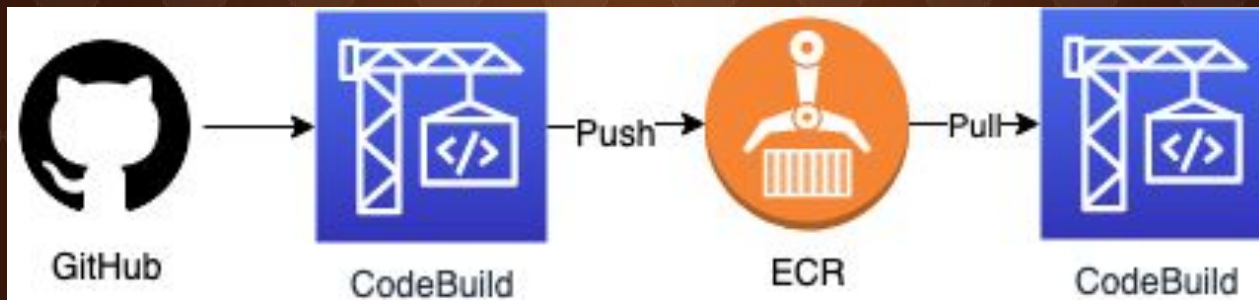 </>
</>
Push
Pull
GitHub
CodeBuild
ECR
CodeBuild